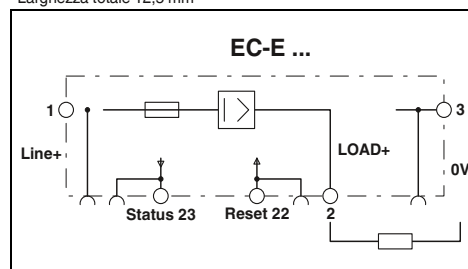 Larghezza totale 12,5 mm
EC-E ...
1
3
Line+
LOAD+
0V
Status 23
Reset 22
2